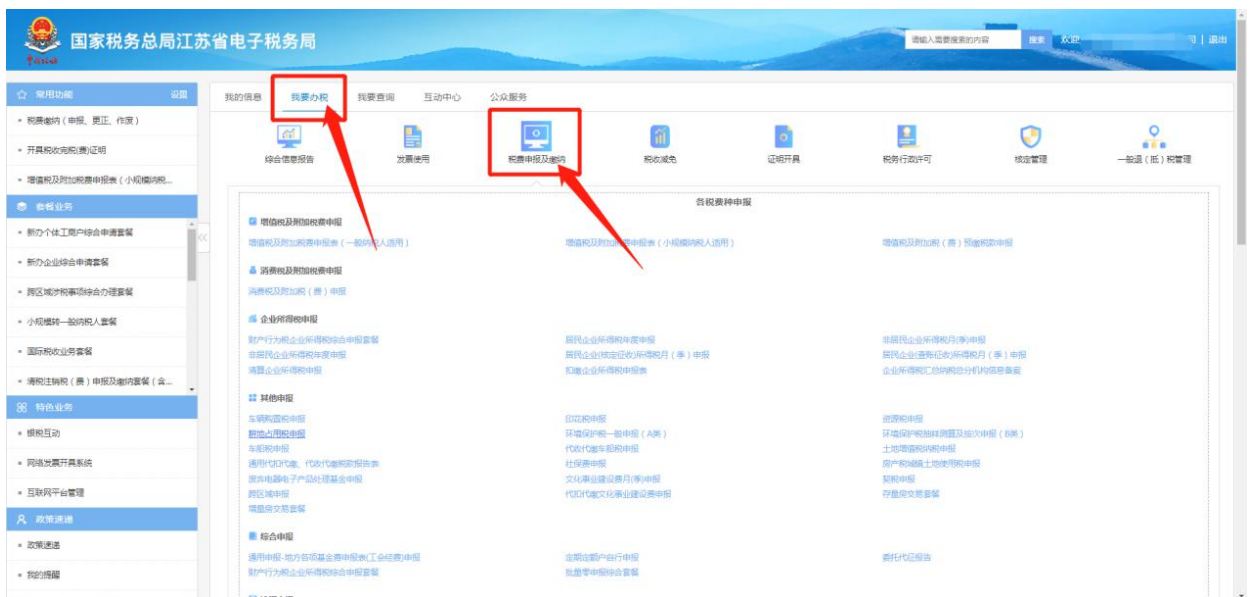 国家税务总局江苏省电子税务局
请输入需要搜索的内容 搜索 欢迎 司 | 退出
常用功能 设置
税费缴纳（申报、更正、作废）
开具税收完税(费)证明
增值税及附加税费申报表（小规模纳税...
套餐业务
新办个体工商户综合申请套餐
新办企业综合申请套餐
跨区域涉税事项综合办理套餐
小规模转一般纳税人套餐
国际税收业务套餐
清税注销税（费）申报及缴纳套餐（含...
特色业务
银税互动
网络发票开具系统
互联网平台管理
政策速递
政策速递
我的提醒
我的信息 我要办税 我要查询 互动中心 公众服务
综合信息报告 发票使用 税费申报及缴纳 税收减免 证明开具 税务行政许可 核定管理 一般退（抵）税管理
各税费种申报
增值税及附加税费申报
增值税及附加税费申报表（一般纳税人适用） 增值税及附加税费申报表（小规模纳税人适用） 增值税及附加税（费）预缴税款申报
消费税及附加税费申报
消费税及附加税（费）申报
企业所得税申报
财产行为税企业所得税综合申报套餐 居民企业所得税年度申报 非居民企业所得税月(季)申报
非居民企业所得税年度申报 居民企业(核定征收)所得税月（季）申报 居民企业(查账征收)所得税月（季）申报
清算企业所得税申报 扣缴企业所得税申报表 企业所得税汇总纳税总分机构信息备案
其他申报
车辆购置税申报 印花税申报 资源税申报
耕地占用税申报 环境保护税一般申报（A类） 环境保护税抽样测算及按次申报（B类）
车船税申报 代收代缴车船税申报 土地增值税纳税申报
通用代扣代缴、代收代缴税款报告表 社保费申报 房产税城镇土地使用税申报
废弃电器电子产品处理基金申报 文化事业建设费月(季)申报 契税申报
跨区域申报 代扣代缴文化事业建设费申报 存量房交易套餐
增量房交易套餐
综合申报
通用申报-地方各项基金费申报表(工会经费)申报 定期定额户自行申报 委托代征报告
财产行为税企业所得税综合申报套餐 批量零申报综合套餐